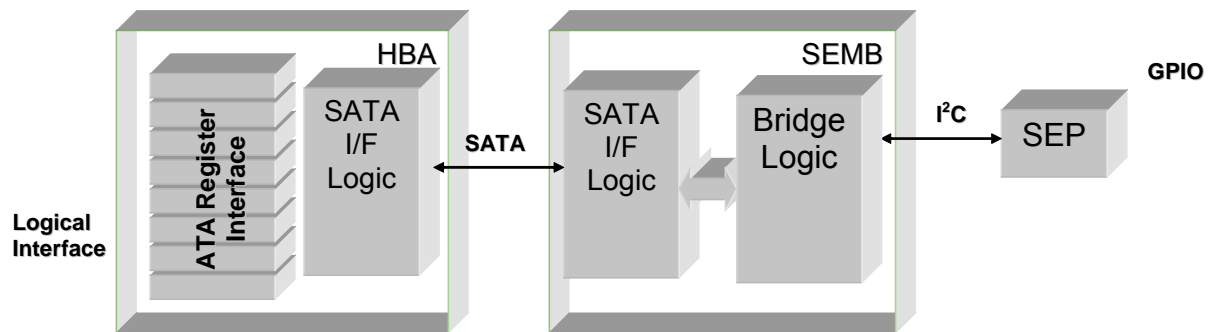 HBA
SEMB
GPIO
ATA Register
Interface
SATA
I/F
Logic
SATA
SATA
I/F
Logic
Bridge
Logic
I²C
SEP
Logical
Interface